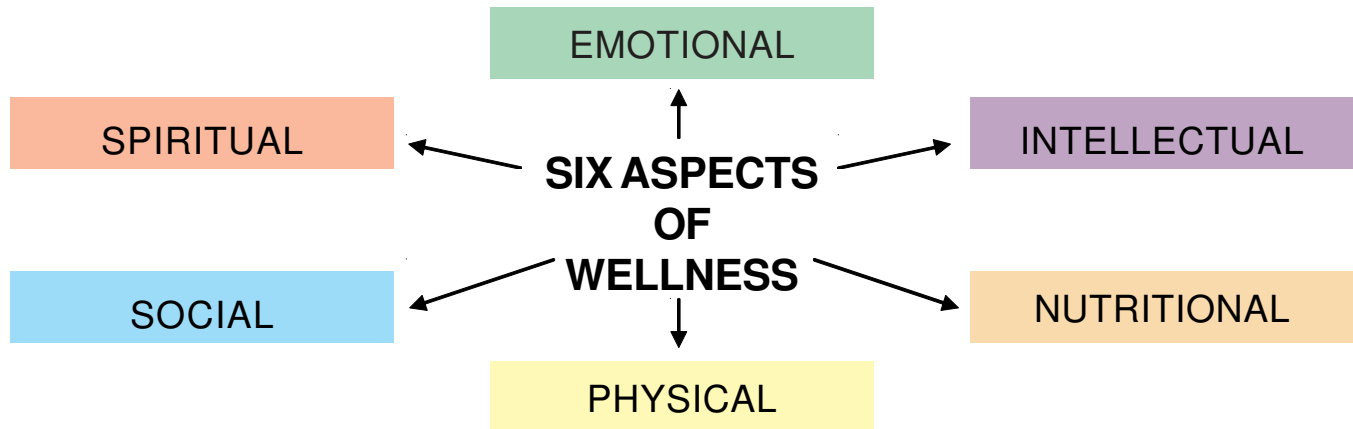 EMOTIONAL
SPIRITUAL
INTELLECTUAL
SIX ASPECTS
OF
WELLNESS
SOCIAL
NUTRITIONAL
PHYSICAL